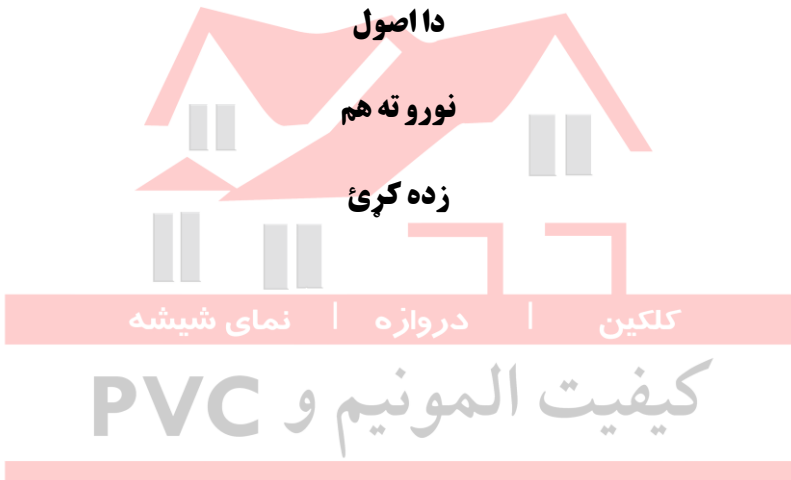 دا اصول
نورو ته هم
زده کړئ
کلکین | دروازه | نمای شیشه
کیفیت المونیم و PVC